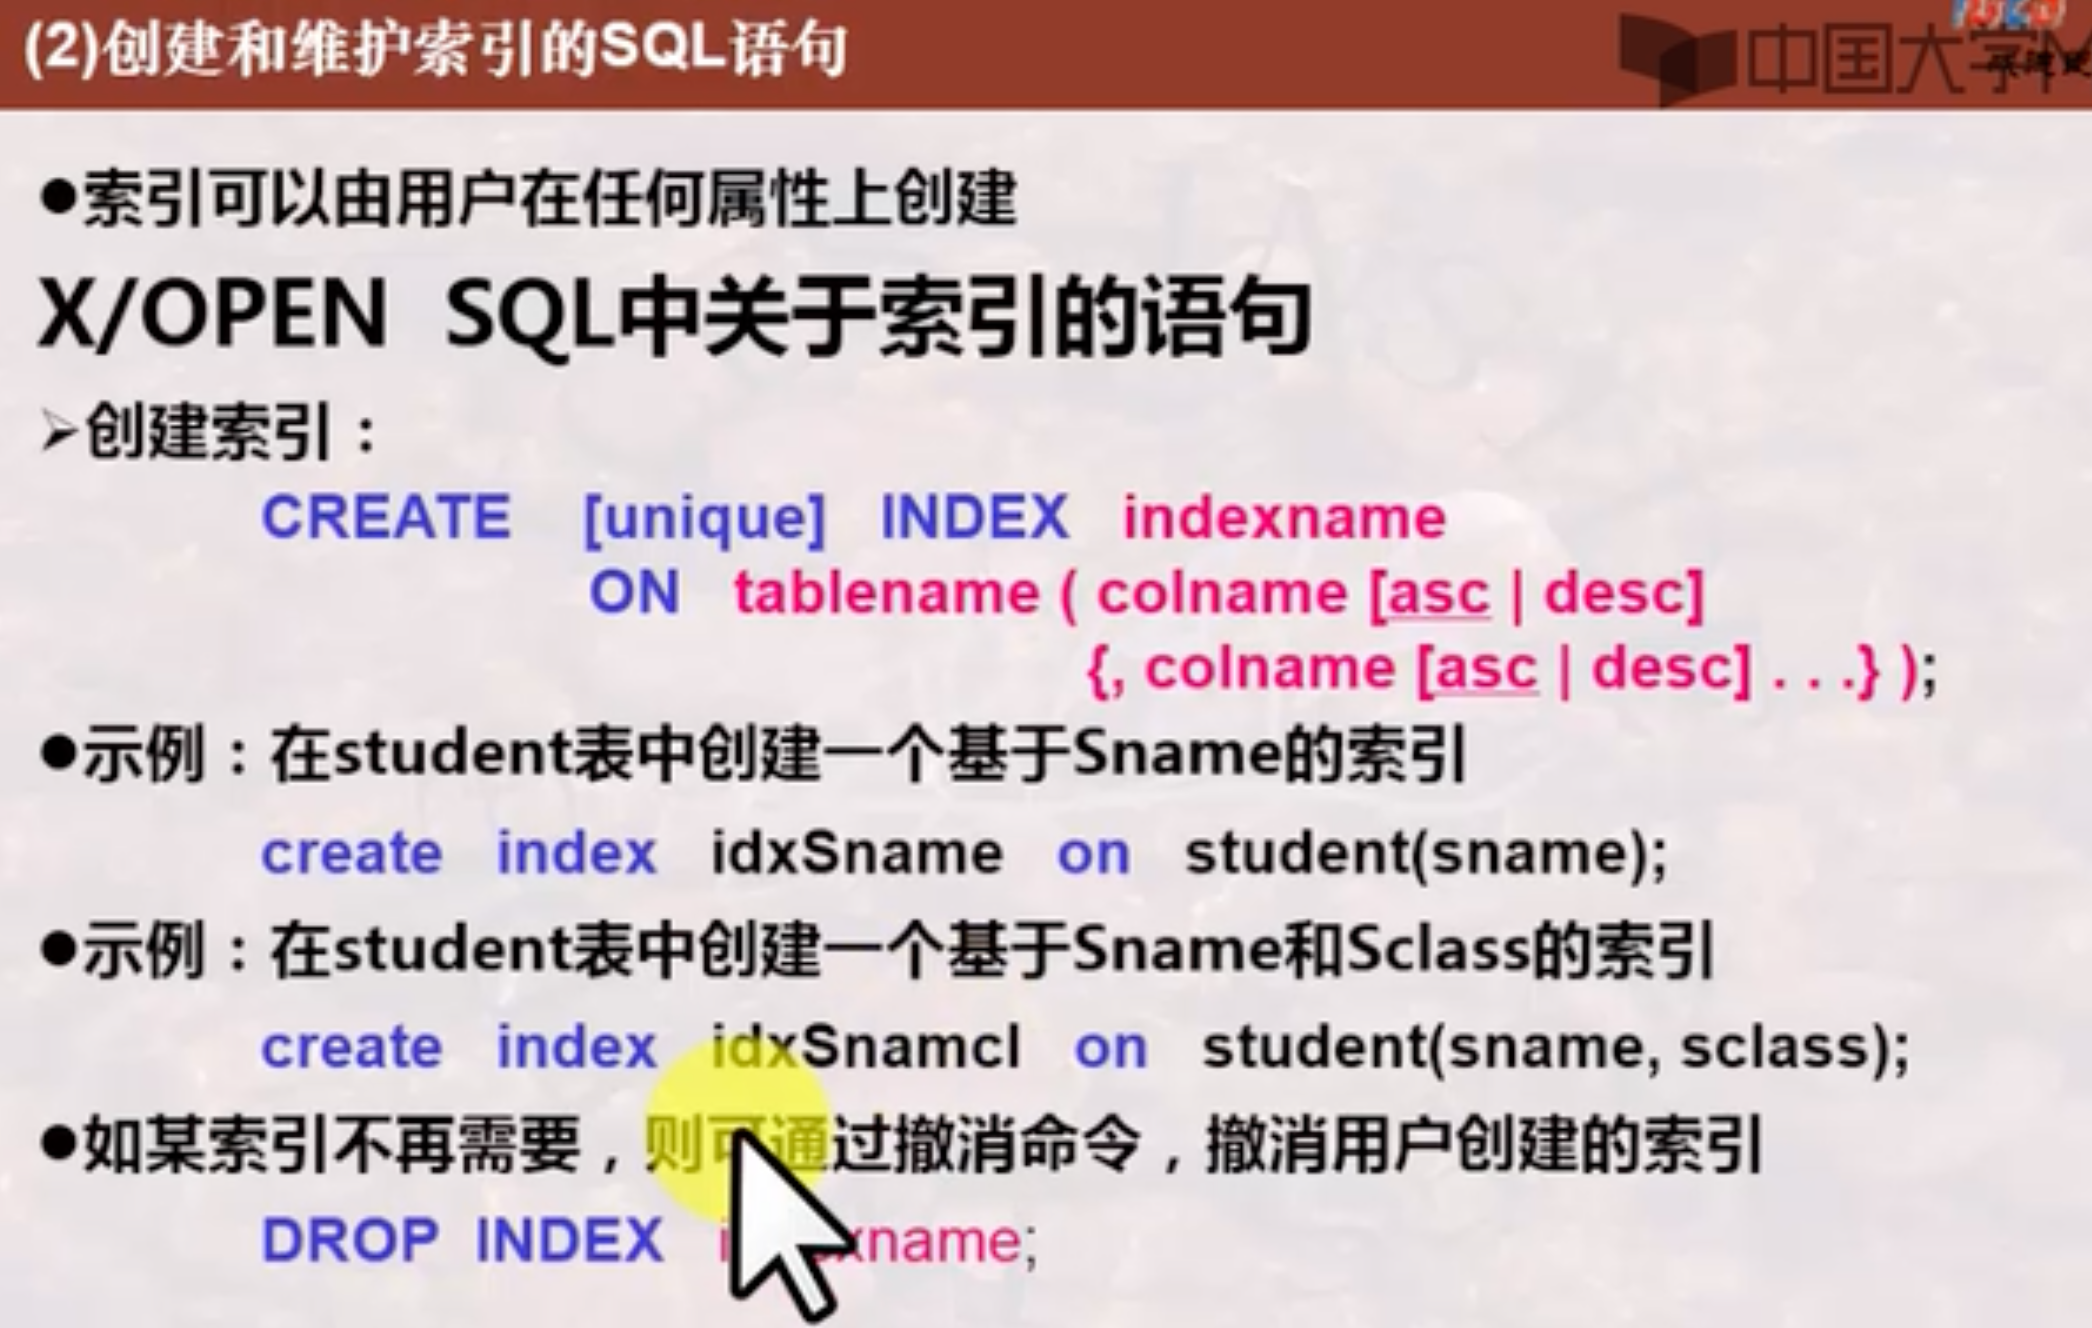 (2)创建和维护索引的SQL语句
中国大学M
●索引可以由用户在任何属性上创建
X/OPEN SQL中关于索引的语句
➢创建索引：
CREATE [unique] INDEX indexname
ON tablename ( colname [asc | desc]
{, colname [asc | desc] . . .} );
●示例：在student表中创建一个基于Sname的索引
create index idxSname on student(sname);
●示例：在student表中创建一个基于Sname和Sclass的索引
create index idxSnamcl on student(sname, sclass);
●如某索引不再需要，则可通过撤消命令，撤消用户创建的索引
DROP INDEX